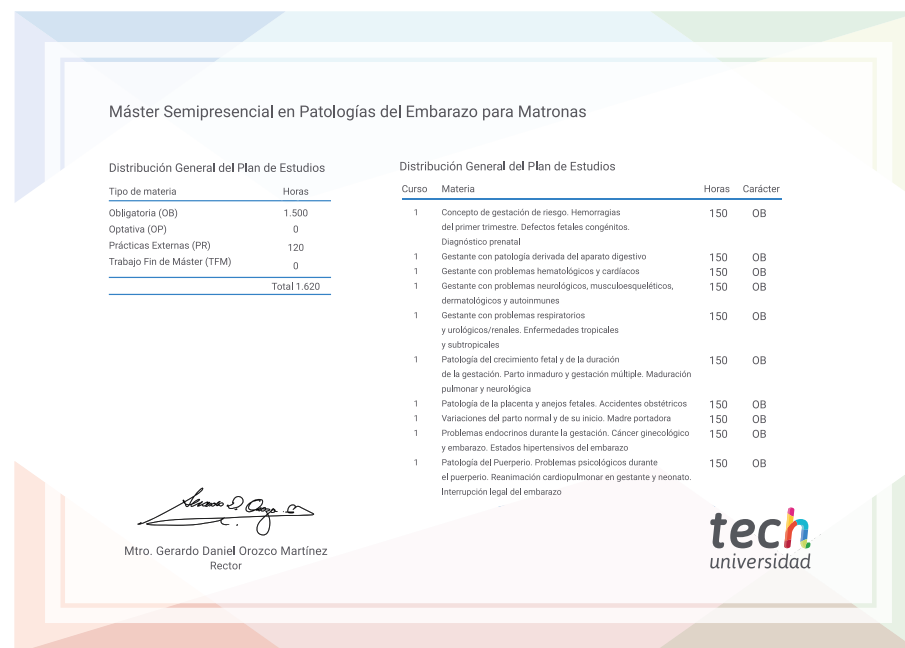 Máster Semipresencial en Patologías del Embarazo para Matronas
Distribución General del Plan de Estudios
Tipo de materia Horas
Obligatoria (OB) 1.500
Optativa (OP) 0
Prácticas Externas (PR) 120
Trabajo Fin de Máster (TFM) 0
Total 1.620
Distribución General del Plan de Estudios
Curso Materia Horas Carácter
1 Concepto de gestación de riesgo. Hemorragias 150 OB
del primer trimestre. Defectos fetales congénitos.
Diagnóstico prenatal
1 Gestante con patología derivada del aparato digestivo 150 OB
1 Gestante con problemas hematológicos y cardíacos 150 OB
1 Gestante con problemas neurológicos, musculoesqueléticos, 150 OB
dermatológicos y autoinmunes
1 Gestante con problemas respiratorios 150 OB
y urológicos/renales. Enfermedades tropicales
y subtropicales
1 Patología del crecimiento fetal y de la duración 150 OB
de la gestación. Parto inmaduro y gestación múltiple. Maduración
pulmonar y neurológica
1 Patología de la placenta y anejos fetales. Accidentes obstétricos 150 OB
1 Variaciones del parto normal y de su inicio. Madre portadora 150 OB
1 Problemas endocrinos durante la gestación. Cáncer ginecológico 150 OB
y embarazo. Estados hipertensivos del embarazo
1 Patología del Puerperio. Problemas psicológicos durante 150 OB
el puerperio. Reanimación cardiopulmonar en gestante y neonato.
Interrupción legal del embarazo
Mtro. Gerardo Daniel Orozco Martínez
Rector
tech
universidad